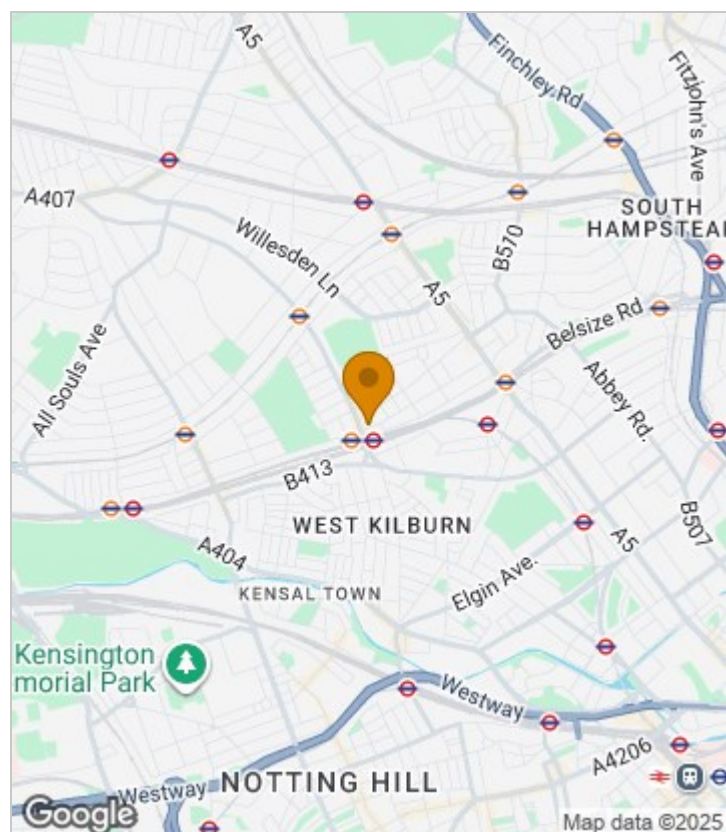 A5
Finchley Rd
Fitzjohn's Ave
A407
SOUTH
HAMPSTEA
Willesden Ln
B570
A5
Belsize Rd
All Souls Ave
Abbey Rd.
B413
WEST KILBURN
B507
A5
A404
Elgin Ave.
KENSAL TOWN
Kensington
morial Park
Westway
A4206
NOTTING HILL
Westway
Google
Map data ©2025